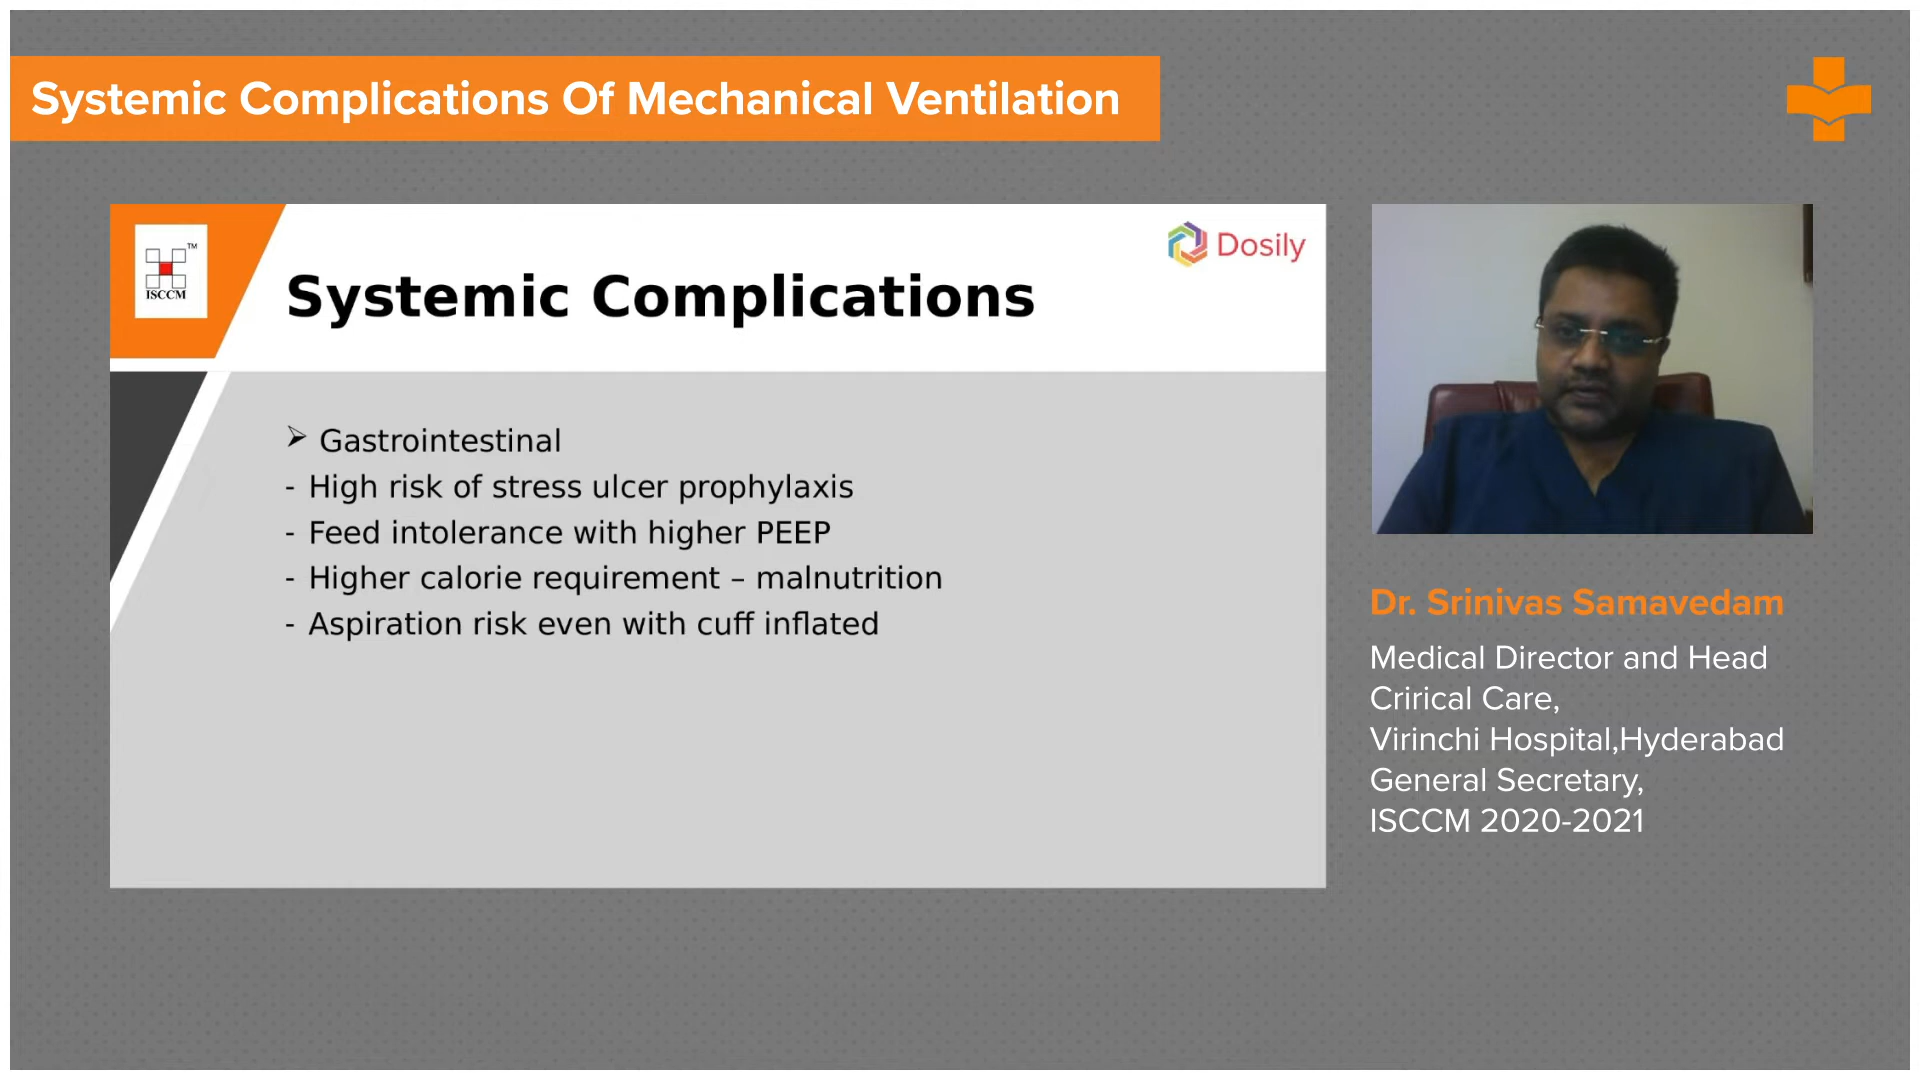 Systemic Complications Of Mechanical Ventilation
TM
ISCCM
Dosily
Systemic Complications
➢ Gastrointestinal
- High risk of stress ulcer prophylaxis
- Feed intolerance with higher PEEP
- Higher calorie requirement – malnutrition
- Aspiration risk even with cuff inflated
Dr. Srinivas Samavedam
Medical Director and Head
Crirical Care,
Virinchi Hospital,Hyderabad
General Secretary,
ISCCM 2020-2021